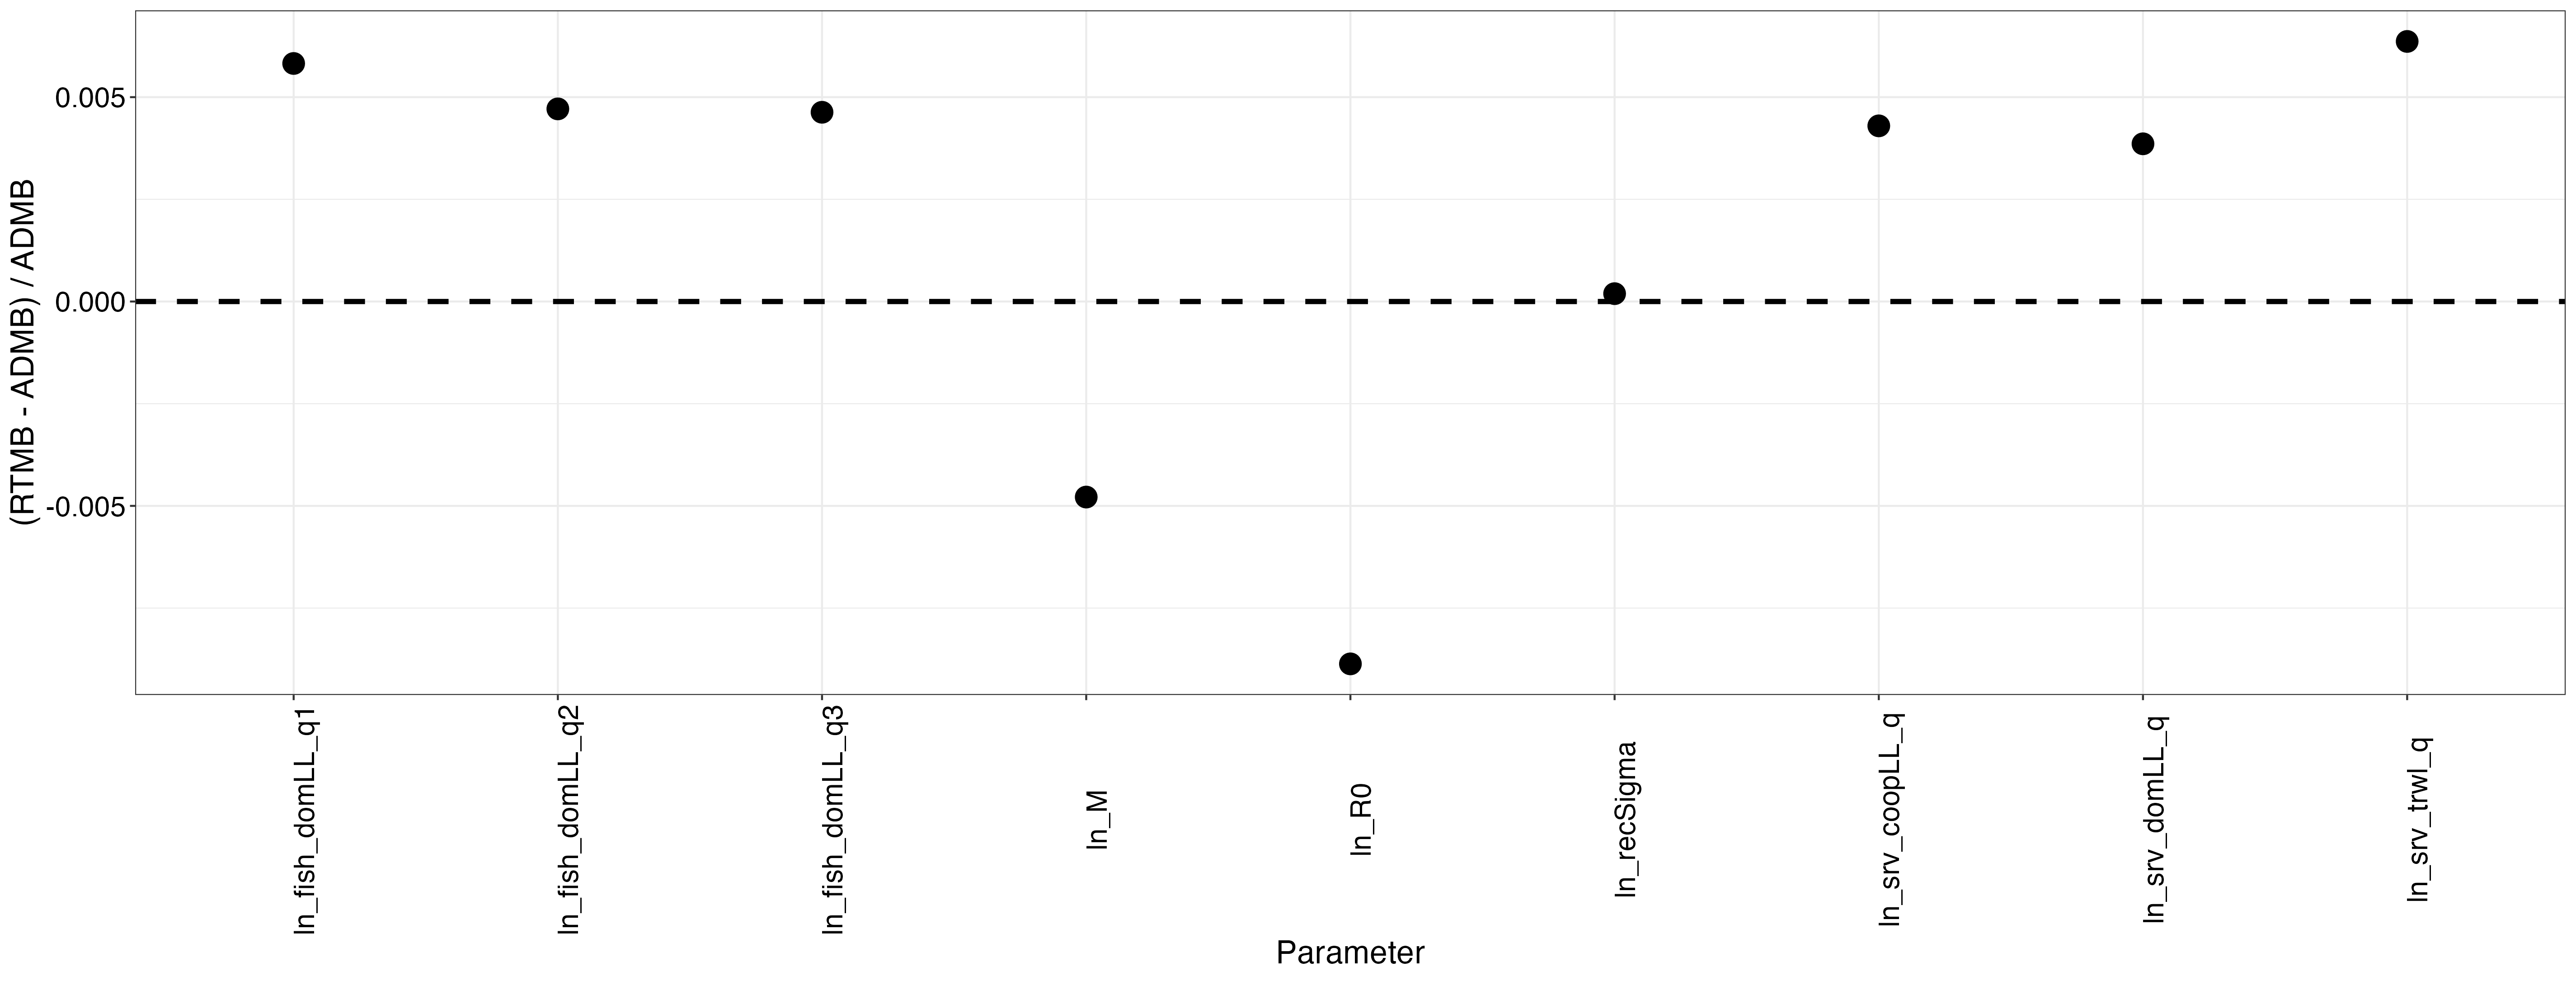 (RTMB - ADMB) / ADMB
0.005
0.000
-0.005
ln_fish_domLL_q1
ln_fish_domLL_q2
ln_fish_domLL_q3
ln_M
ln_R0
ln_recSigma
ln_srv_coopLL_q
ln_srv_domLL_q
ln_srv_trwl_q
Parameter